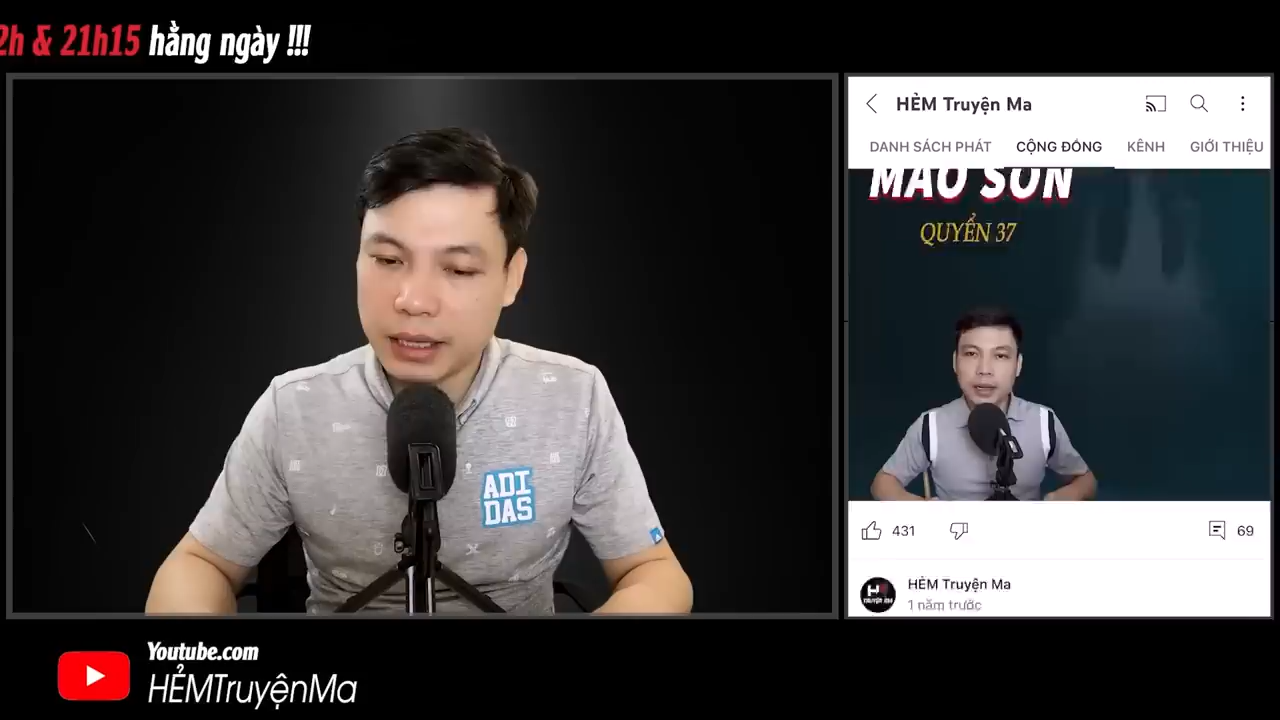 2h & 21h15 hằng ngày !!!
HẺM Truyện Ma
DANH SÁCH PHÁT CỘNG ĐỒNG KÊNH GIỚI THIỆU
MAO SƠN
QUYỂN 37
431
69
HẺM Truyện Ma
1 năm trước
ADI
DAS
Youtube.com
HẺMTruyệnMa